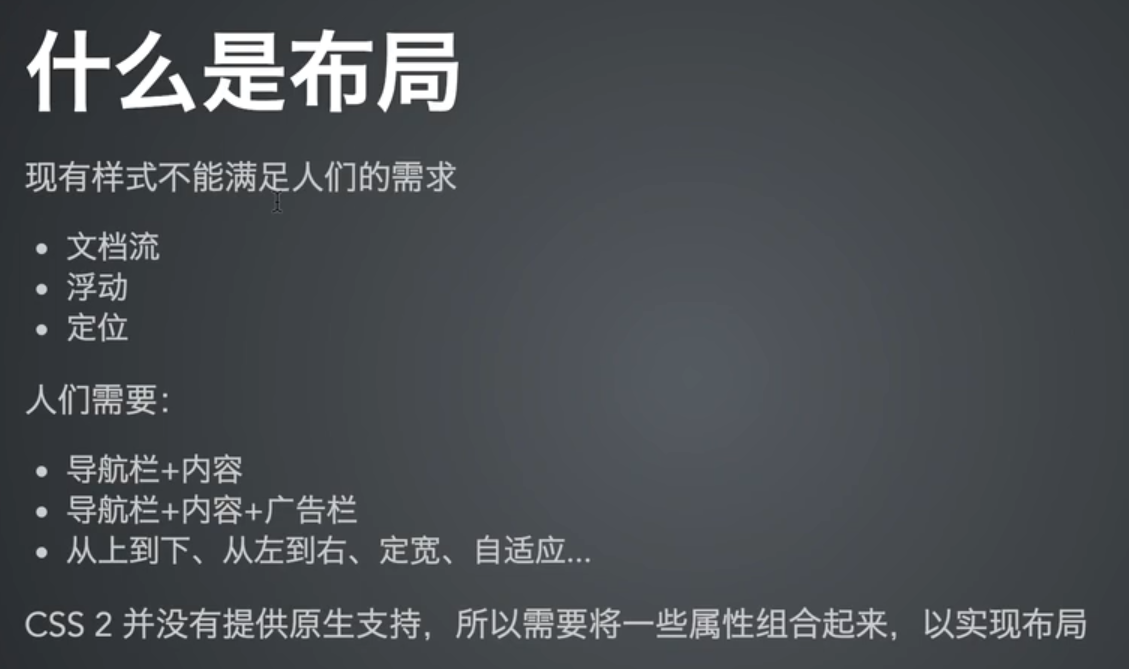 什么是布局
现有样式不能满足人们的需求
• 文档流
• 浮动
• 定位
人们需要：
• 导航栏+内容
• 导航栏+内容+广告栏
• 从上到下、从左到右、定宽、自适应...
CSS 2 并没有提供原生支持，所以需要将一些属性组合起来，以实现布局